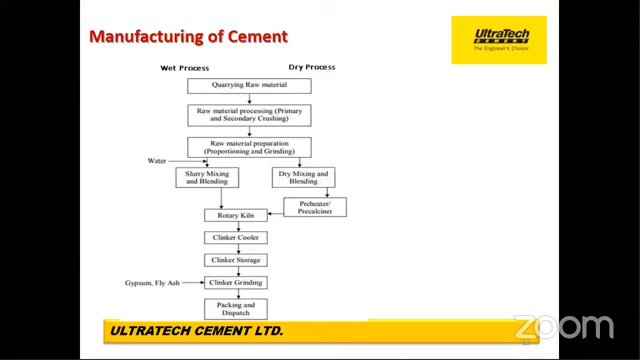 Manufacturing of Cement
UltraTech
CEMENT
The Engineer's Choice
Wet Process
Dry Process
Quarrying Raw material
Raw material processing (Primary
and Secondary Crushing)
Raw material preparation
(Proportioning and Grinding)
Water
Slurry Mixing
and Blending
Dry Mixing and
Blending
Preheater/
Precalciner
Rotary Kiln
Clinker Cooler
Clinker Storage
Gypsum, Fly Ash
Clinker Grinding
Packing and
Dispatch
ULTRATECH CEMENT LTD.
zoom